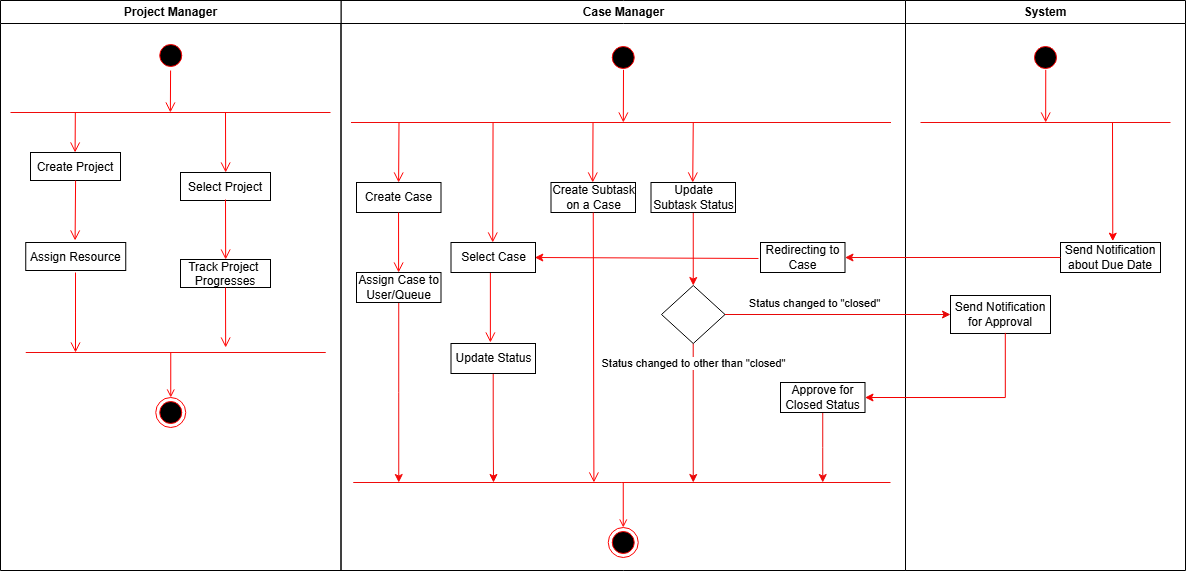 Project Manager
Case Manager
System
Create Project
Select Project
Assign Resource
Track Project
Progresses
Create Case
Create Subtask
on a Case
Update
Subtask Status
Select Case
Redirecting to
Case
Send Notification
about Due Date
Assign Case to
User/Queue
Status changed to "closed"
Send Notification
for Approval
Update Status
Status changed to other than "closed"
Approve for
Closed Status